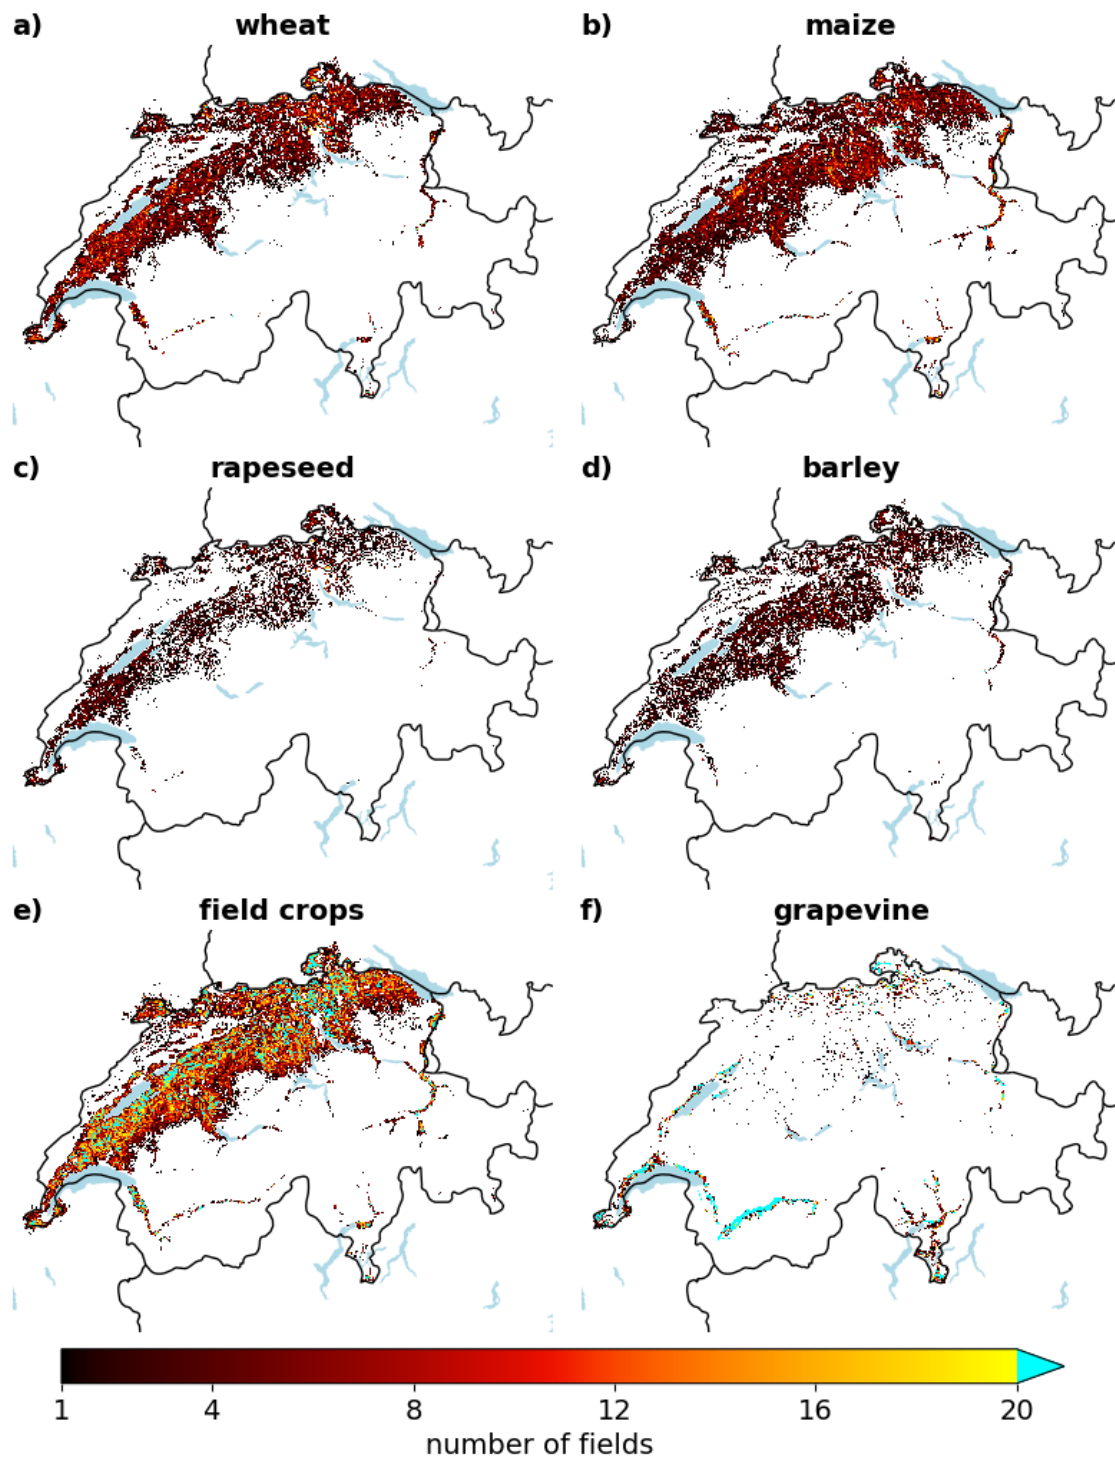 a) wheat
b) maize
c) rapeseed
d) barley
e) field crops
f) grapevine
1 4 8 12 16 20
number of fields